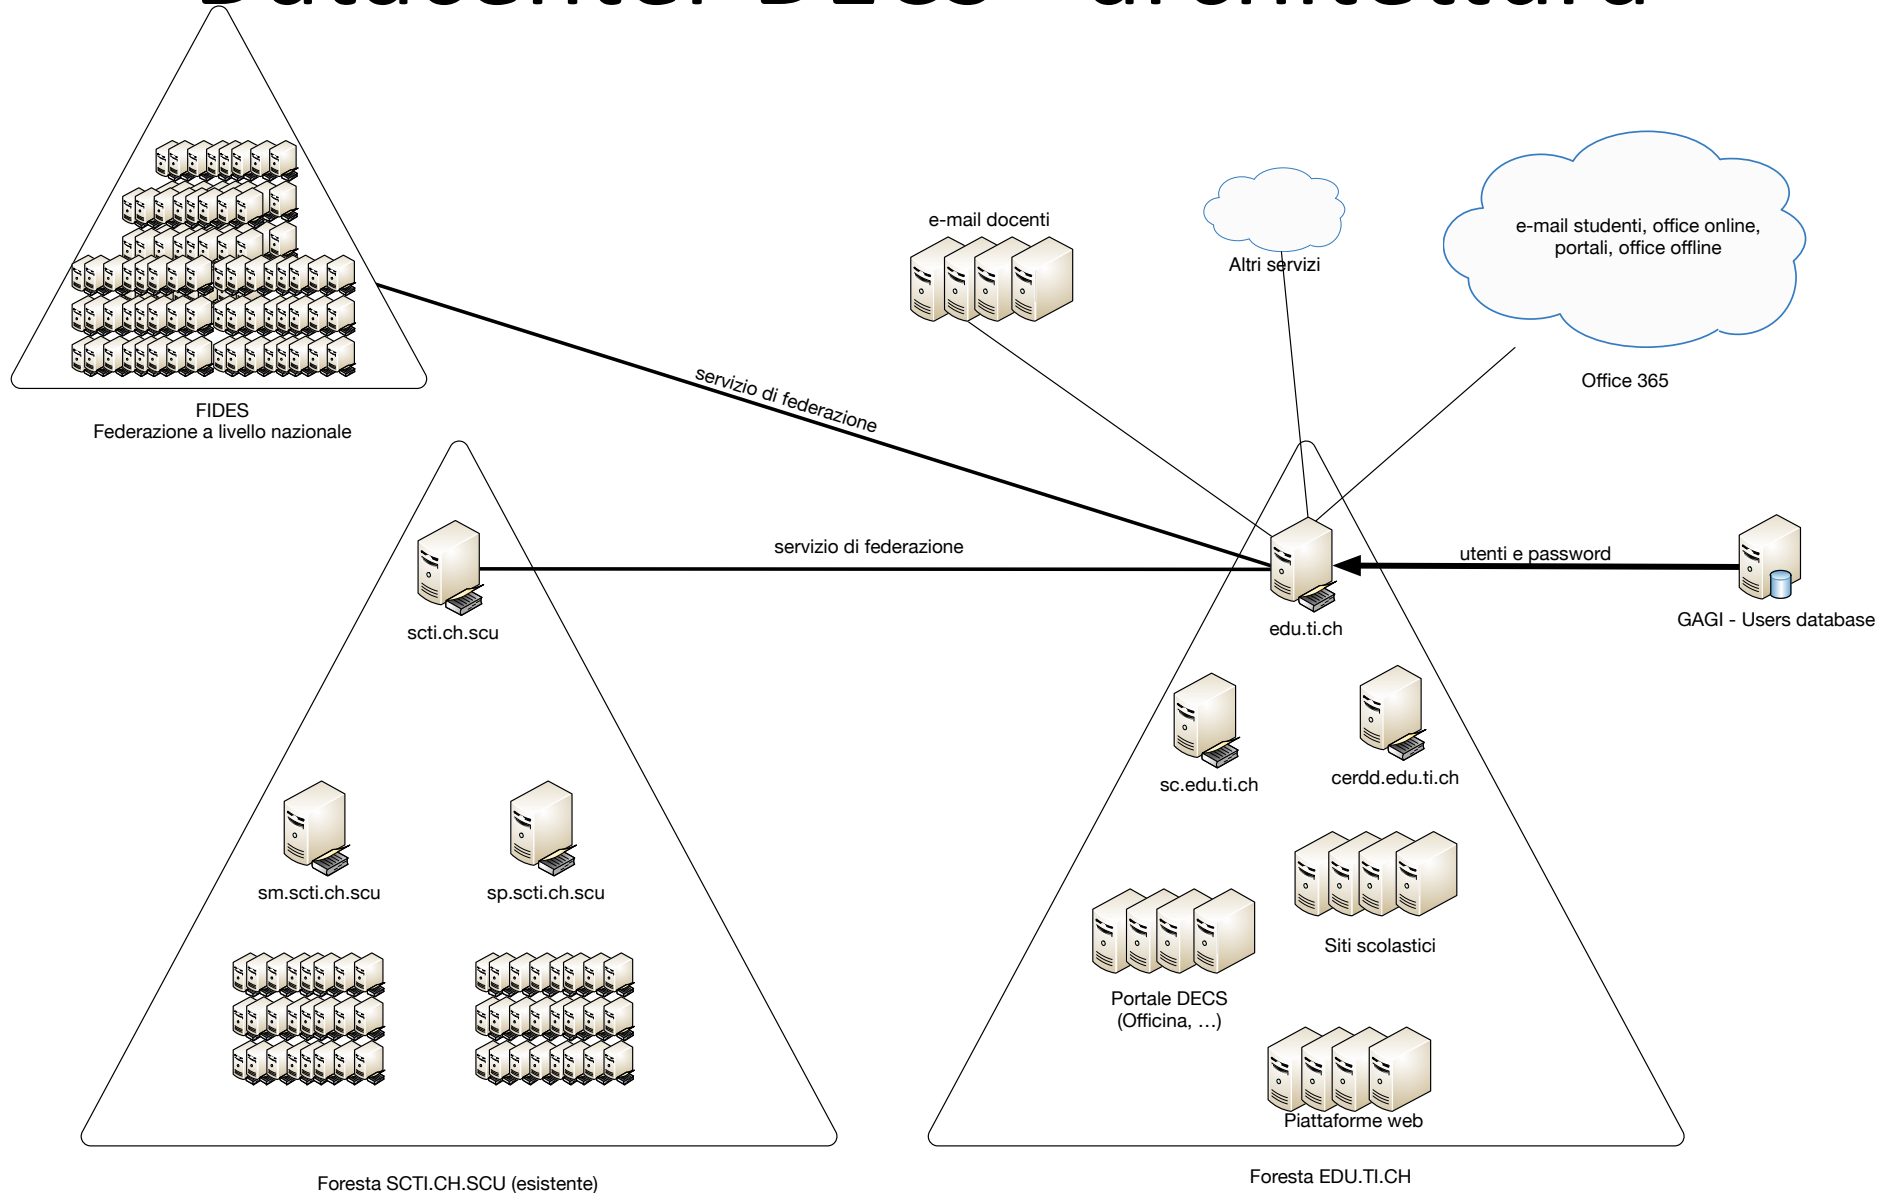 Datacenter DECS - architettura
e-mail docenti
Altri servizi
e-mail studenti, office online,
portali, office offline
Office 365
FIDES
Federazione a livello nazionale
servizio di federazione
servizio di federazione
utenti e password
scti.ch.scu
edu.ti.ch
GAGI - Users database
sc.edu.ti.ch
cerdd.edu.ti.ch
sm.scti.ch.scu
sp.scti.ch.scu
Siti scolastici
Portale DECS
(Officina, …)
Piattaforme web
Foresta SCTI.CH.SCU (esistente)
Foresta EDU.TI.CH